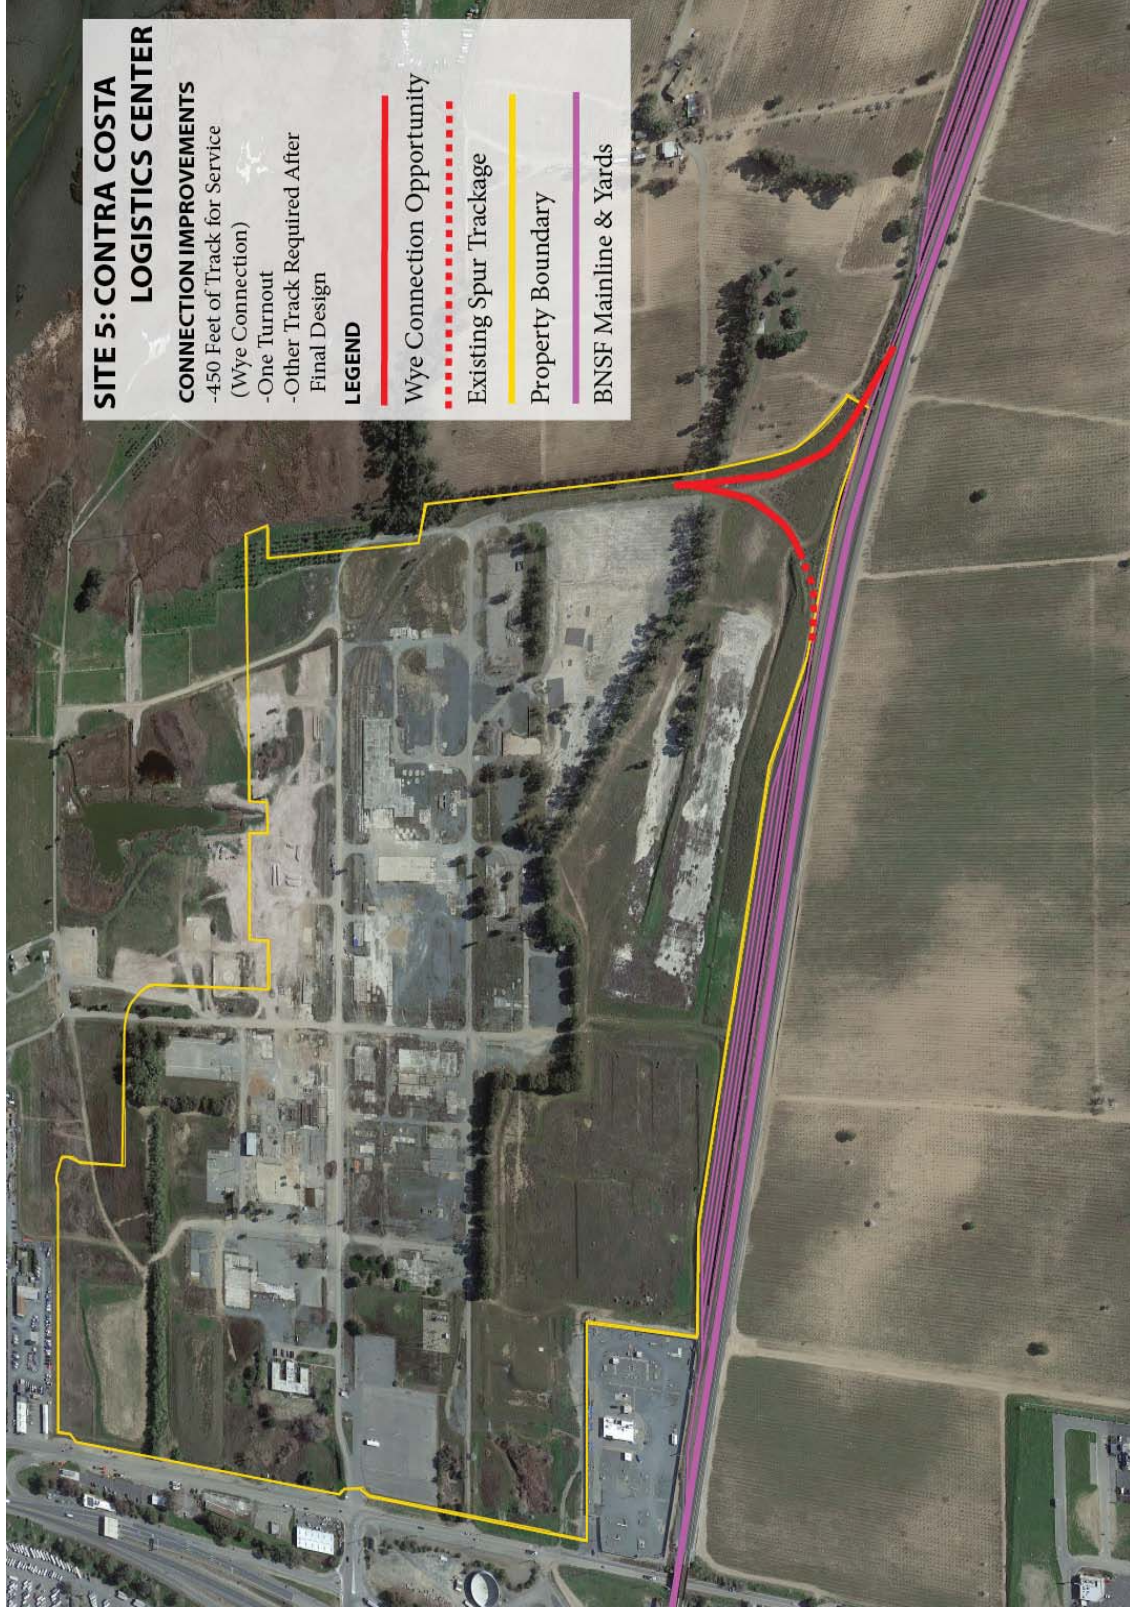 SITE 5: CONTRA COSTA
LOGISTICS CENTER
CONNECTION IMPROVEMENTS
-450 Feet of Track for Service
(Wye Connection)
-One Turnout
-Other Track Required After
Final Design
LEGEND
Wye Connection Opportunity
Existing Spur Trackage
Property Boundary
BNSF Mainline & Yards